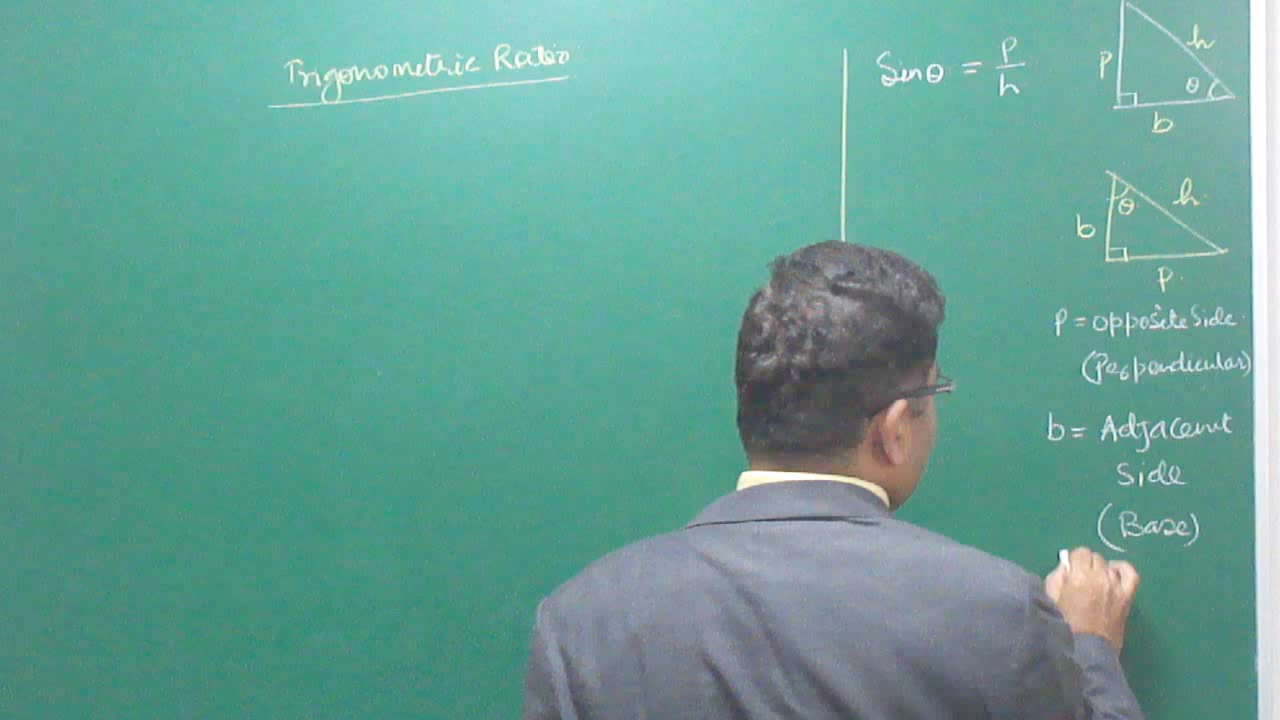 Trigonometric Ratio
Sinθ = P/h
P
h
θ
b
θ
h
b
P
P = opposite Side
(Perpendicular)
b = Adjacent
Side
(Base)